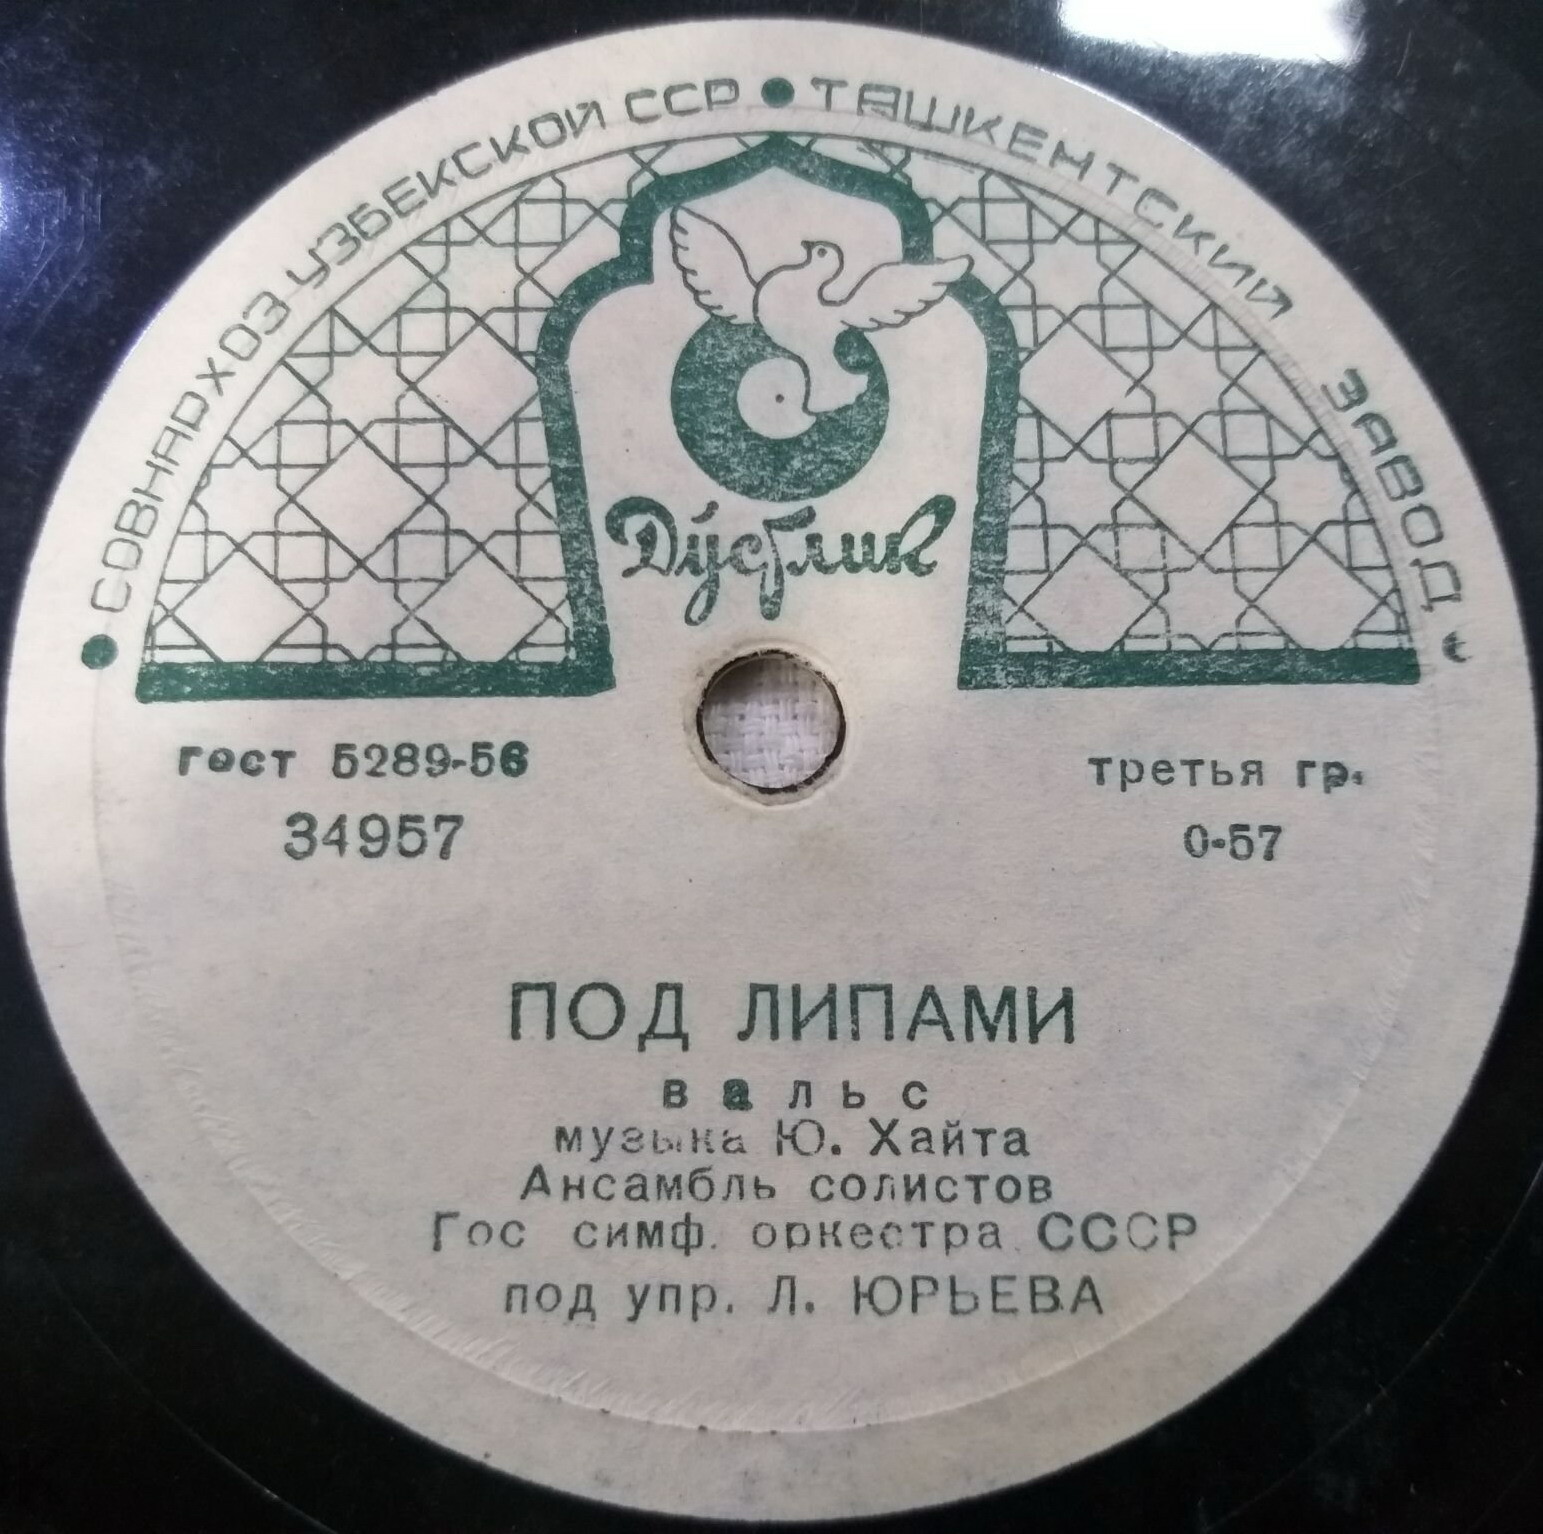 СОВНАРХОЗ УЗБЕКСКОЙ ССР • ТАШКЕНТСКИЙ ЗАВОД
Дӯстлик
ГОСТ 5289-56
34957
третья гр.
0-57
ПОД ЛИПАМИ
вальс
музыка Ю. Хайта
Ансамбль солистов
Гос симф. оркестра СССР
под упр. Л. ЮРЬЕВА